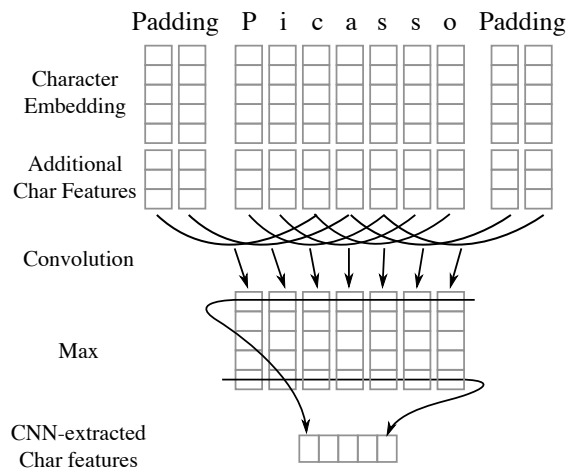 Padding P i c a s s o Padding
Character
Embedding
Additional
Char Features
Convolution
Max
CNN-extracted
Char features